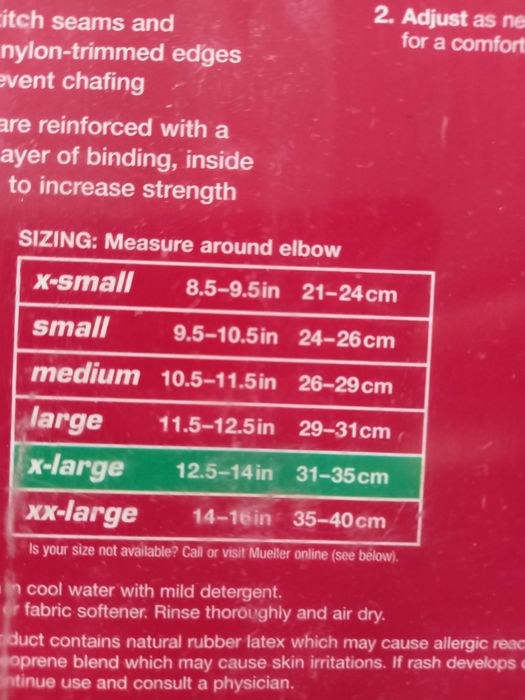 itch seams and
nylon-trimmed edges
event chafing
are reinforced with a
ayer of binding, inside
to increase strength
2. Adjust as ne
for a comfort
SIZING: Measure around elbow
x-small 8.5–9.5in 21–24cm
small 9.5–10.5in 24–26cm
medium 10.5–11.5in 26–29cm
large 11.5–12.5in 29–31cm
x-large 12.5–14in 31–35cm
xx-large 14–16in 35–40cm
Is your size not available? Call or visit Mueller online (see below).
in cool water with mild detergent.
or fabric softener. Rinse thoroughly and air dry.
duct contains natural rubber latex which may cause allergic reac
oprene blend which may cause skin irritations. If rash develops
ntinue use and consult a physician.